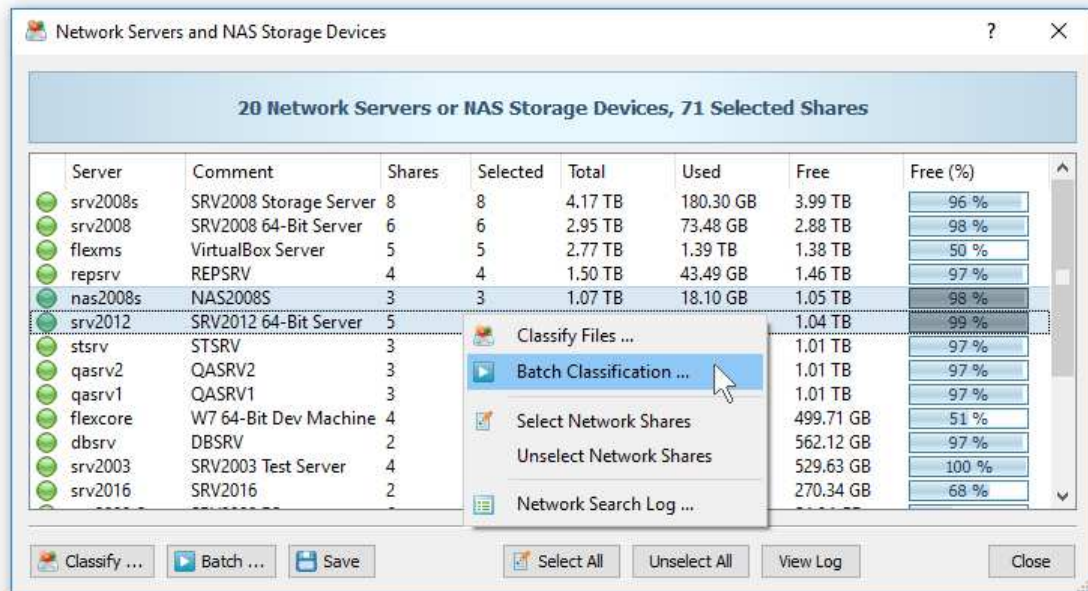 Network Servers and NAS Storage Devices ?
20 Network Servers or NAS Storage Devices, 71 Selected Shares
Server Comment Shares Selected Total Used Free Free (%)
srv2008s SRV2008 Storage Server 8 8 4.17 TB 180.30 GB 3.99 TB 96 %
srv2008 SRV2008 64-Bit Server 6 6 2.95 TB 73.48 GB 2.88 TB 98 %
flexms VirtualBox Server 5 5 2.77 TB 1.39 TB 1.38 TB 50 %
repsrv REPSRV 4 4 1.50 TB 43.49 GB 1.46 TB 97 %
nas2008s NAS2008S 3 3 1.07 TB 18.10 GB 1.05 TB 98 %
srv2012 SRV2012 64-Bit Server 5 1.04 TB 99 %
stsrv STSRV 3 1.01 TB 97 %
qasrv2 QASRV2 3 1.01 TB 97 %
qasrv1 QASRV1 3 1.01 TB 97 %
flexcore W7 64-Bit Dev Machine 4 499.71 GB 51 %
dbsrv DBSRV 2 562.12 GB 97 %
srv2003 SRV2003 Test Server 4 529.63 GB 100 %
srv2016 SRV2016 2 270.34 GB 68 %
Classify Files ...
Batch Classification ...
Select Network Shares
Unselect Network Shares
Network Search Log ...
Classify ... Batch ... Save Select All Unselect All View Log Close